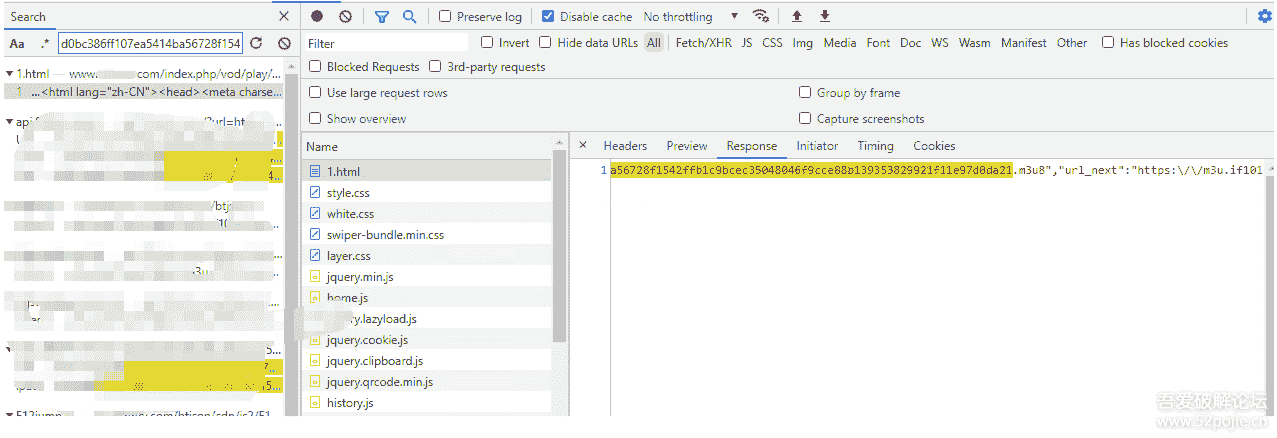 Search
Preserve log
Disable cache
No throttling
Aa .* d0bc386ff107ea5414ba56728f154
Filter
Invert
Hide data URLs
All
Fetch/XHR JS CSS Img Media Font Doc WS Wasm Manifest Other
Has blocked cookies
Blocked Requests
3rd-party requests
Use large request rows
Group by frame
Show overview
Capture screenshots
1.html — www. .com/index.php/vod/play/...
1 ...<html lang="zh-CN"><head><meta charse...
Name
1.html
style.css
white.css
swiper-bundle.min.css
layer.css
jquery.min.js
home.js
.lazyload.js
jquery.cookie.js
jquery.clipboard.js
jquery.qrcode.min.js
history.js
Headers Preview Response Initiator Timing Cookies
1 a56728f1542ffb1c9bcec35048046f9cce08b139353829921f11e97d0da21.m3u8","url_next":"https:\/\/m3u.if101
吾爱破解论坛
www.52pojie.cn